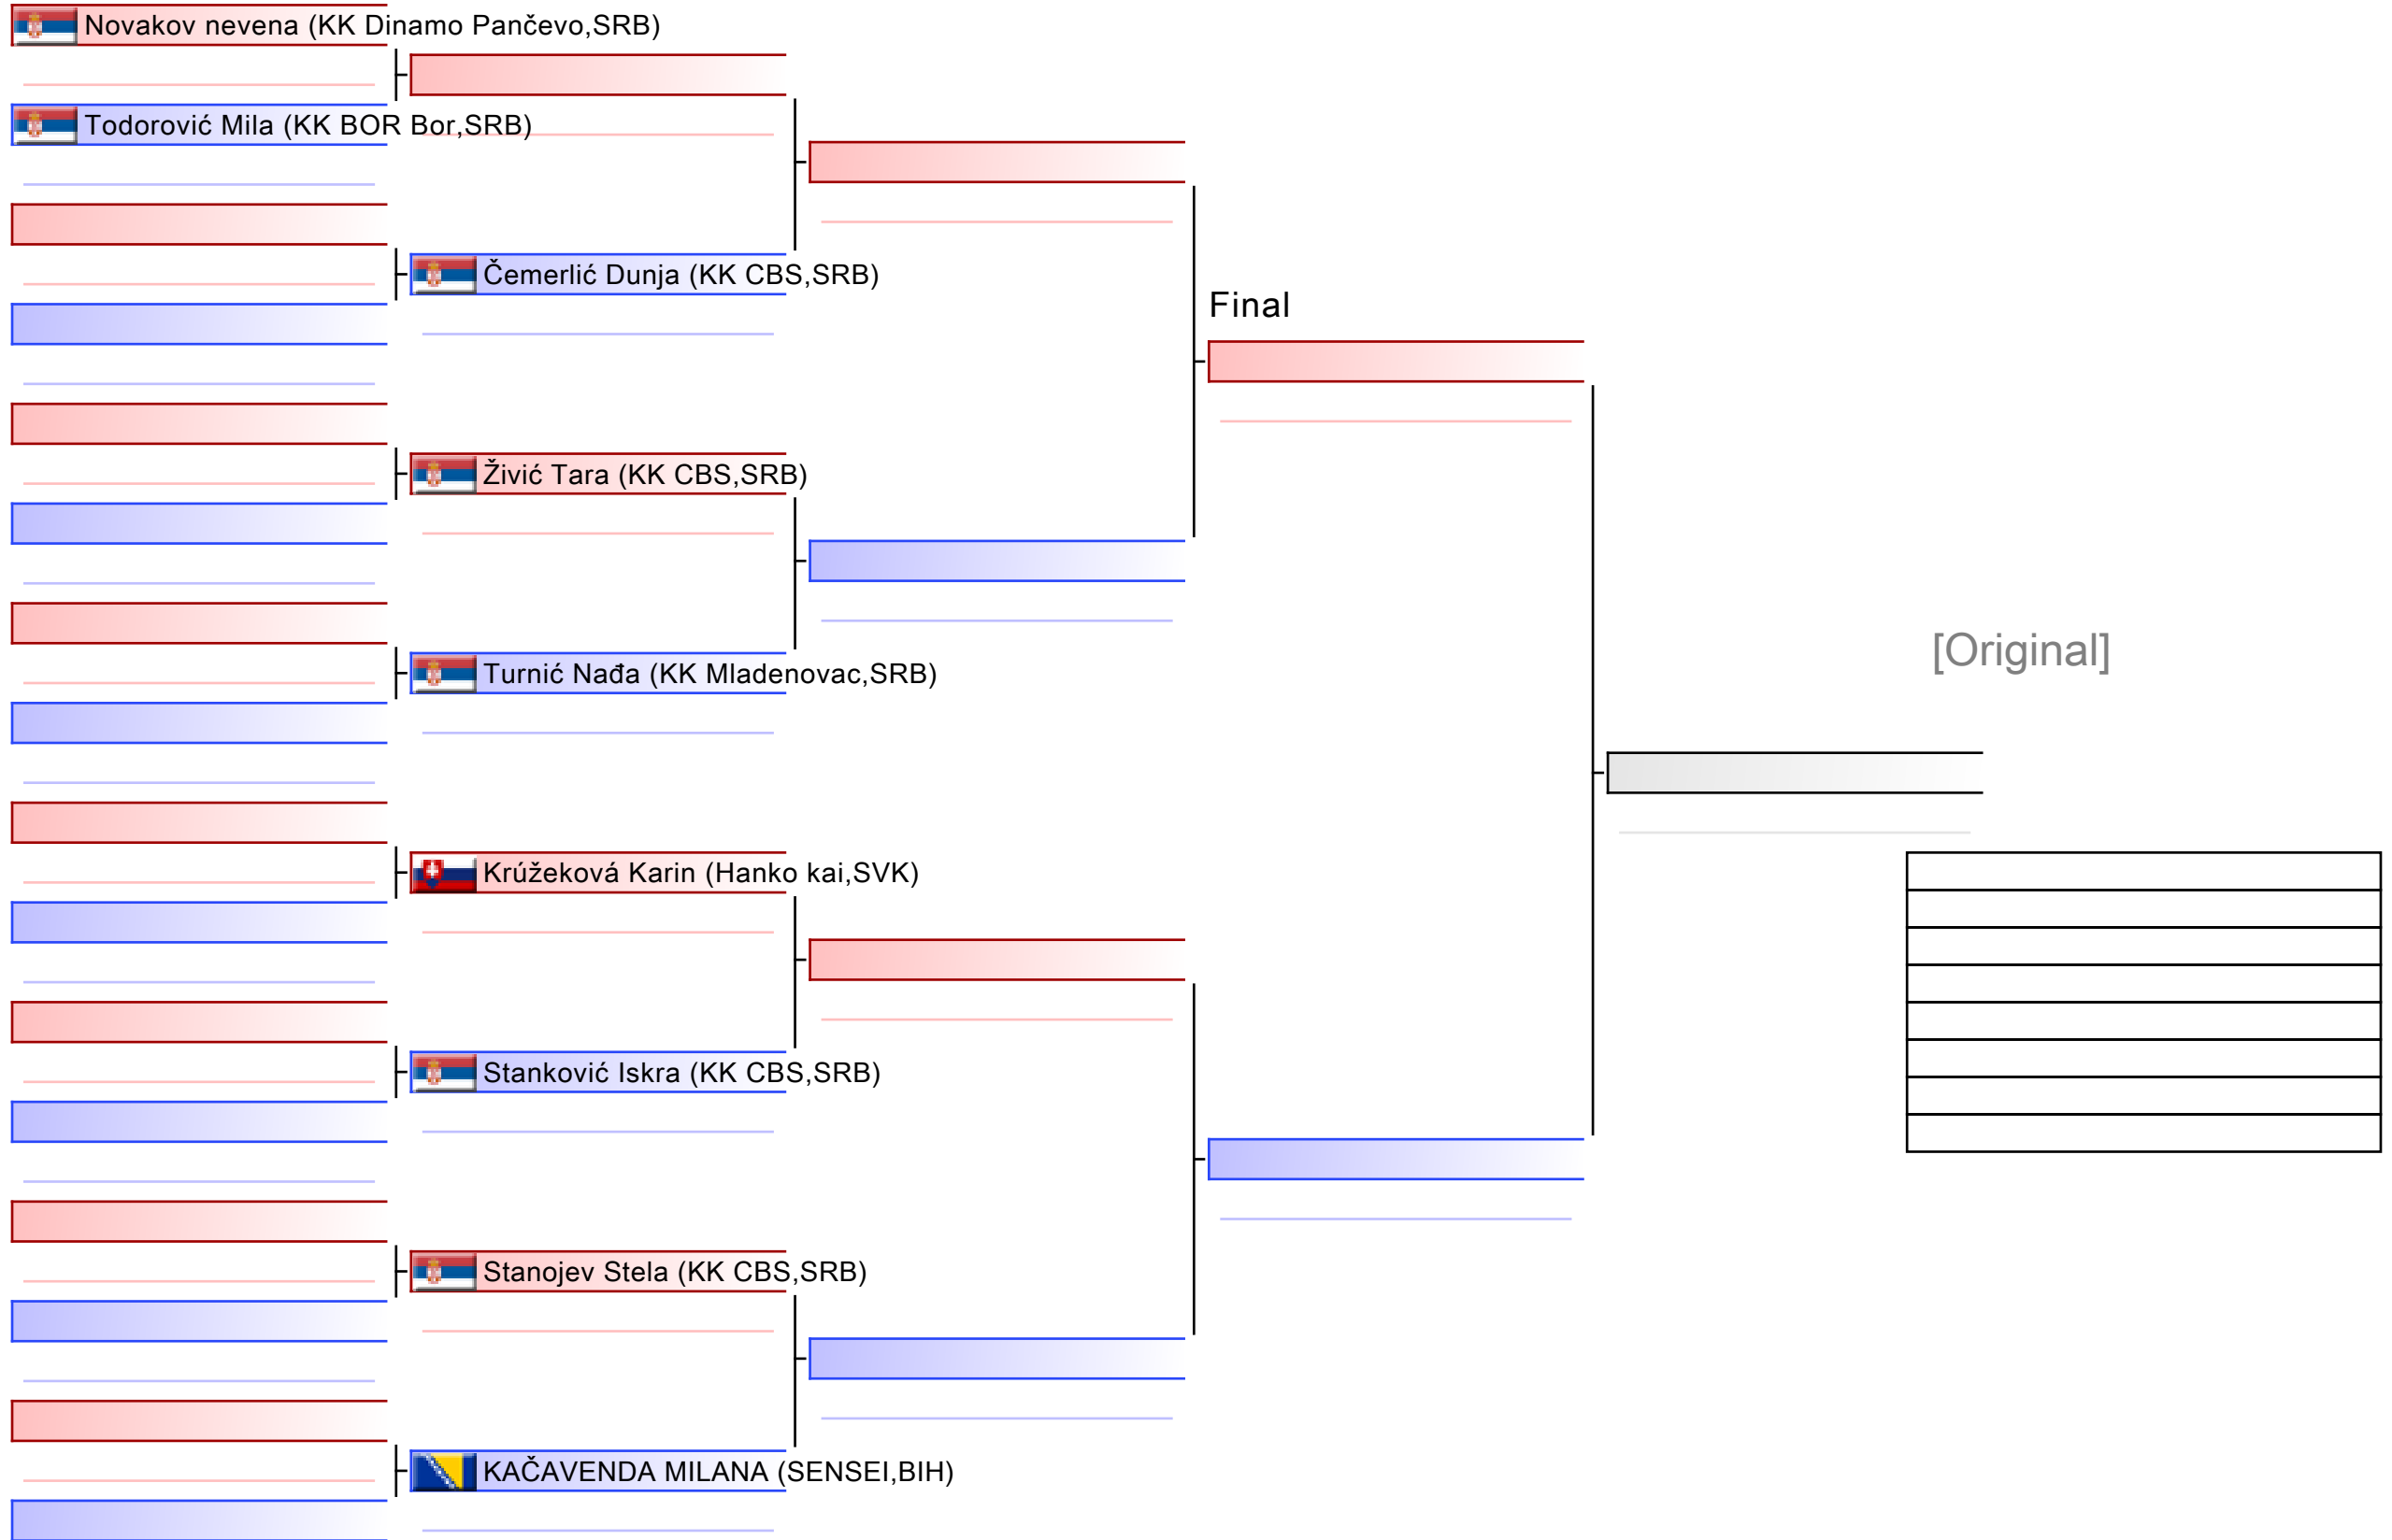 Novakov nevena (KK Dinamo Pančevo,SRB)
Todorović Mila (KK BOR Bor,SRB)
Čemerlić Dunja (KK CBS,SRB)
Final
Živić Tara (KK CBS,SRB)
[Original]
Turnić Nađa (KK Mladenovac,SRB)
Krúžeková Karin (Hanko kai,SVK)
Stanković Iskra (KK CBS,SRB)
Stanojev Stela (KK CBS,SRB)
KAČAVENDA MILANA (SENSEI,BIH)